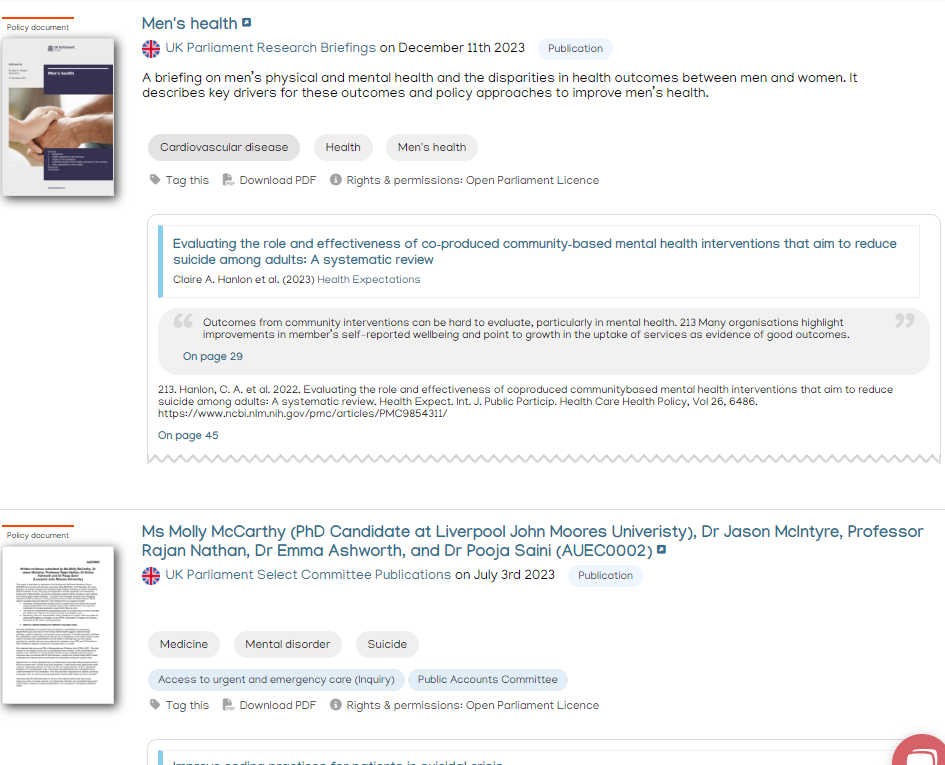 Policy document
Men's health
UK Parliament Research Briefings on December 11th 2023 Publication
A briefing on men's physical and mental health and the disparities in health outcomes between men and women. It
describes key drivers for these outcomes and policy approaches to improve men's health.
Cardiovascular disease Health Men's health
Tag this Download PDF Rights & permissions: Open Parliament Licence
Evaluating the role and effectiveness of co-produced community-based mental health interventions that aim to reduce
suicide among adults: A systematic review
Claire A. Hanlon et al. (2023) Health Expectations
Outcomes from community interventions can be hard to evaluate, particularly in mental health. 213 Many organisations highlight
improvements in member's self-reported wellbeing and point to growth in the uptake of services as evidence of good outcomes.
On page 29
213. Hanlon, C. A. et al. 2022. Evaluating the role and effectiveness of coproduced communitybased mental health interventions that aim to reduce
suicide among adults: A systematic review. Health Expect. Int. J. Public Particip. Health Care Health Policy, Vol 26, 6486.
https://www.ncbi.nlm.nih.gov/pmc/articles/PMC9854311/
On page 45
Policy document
Ms Molly McCarthy (PhD Candidate at Liverpool John Moores Univeristy), Dr Jason McIntyre, Professor
Rajan Nathan, Dr Emma Ashworth, and Dr Pooja Saini (AUEC0002)
UK Parliament Select Committee Publications on July 3rd 2023 Publication
Medicine Mental disorder Suicide
Access to urgent and emergency care (Inquiry) Public Accounts Committee
Tag this Download PDF Rights & permissions: Open Parliament Licence
Improve coding practices for patients in suicidal crisis